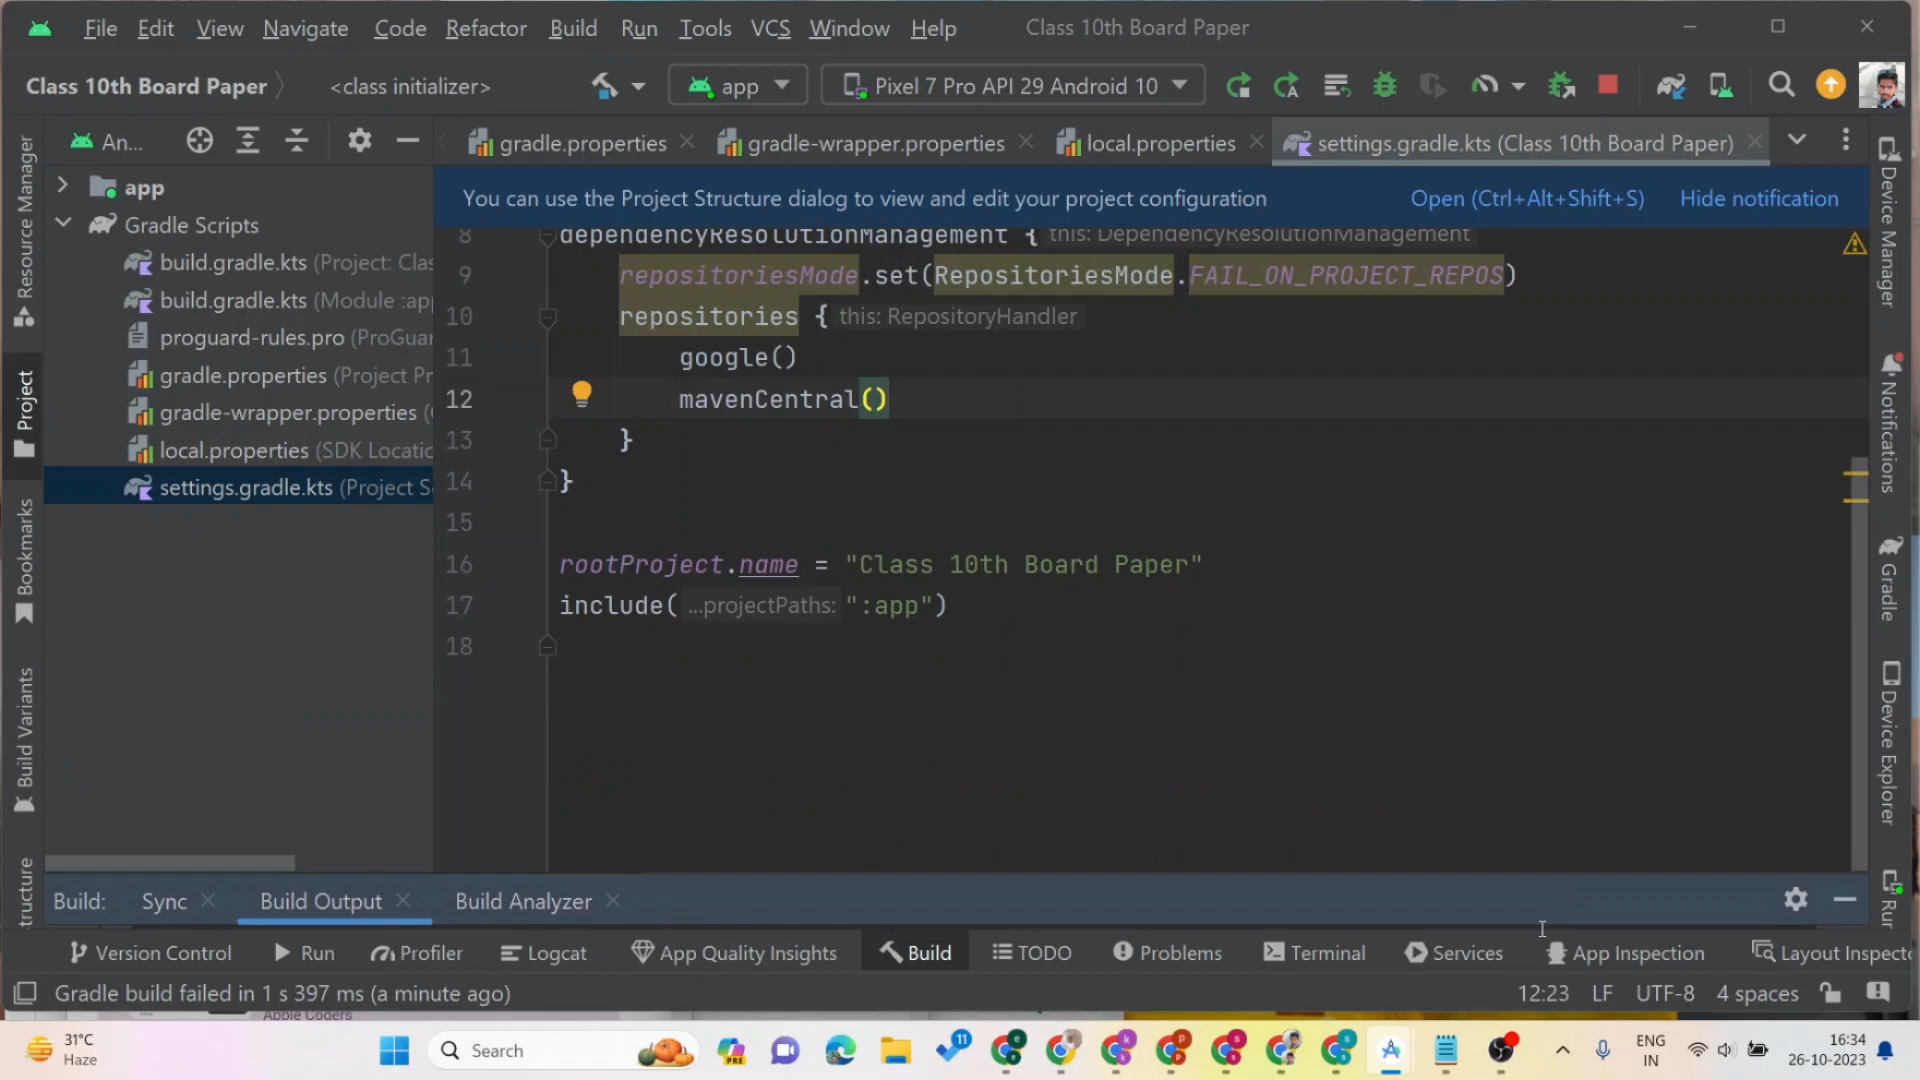 File Edit View Navigate Code Refactor Build Run Tools VCS Window Help Class 10th Board Paper
Class 10th Board Paper <class initializer> app Pixel 7 Pro API 29 Android 10
An... gradle.properties gradle-wrapper.properties local.properties settings.gradle.kts (Class 10th Board Paper)
You can use the Project Structure dialog to view and edit your project configuration Open (Ctrl+Alt+Shift+S) Hide notification
app
Gradle Scripts
build.gradle.kts (Project: Clas
build.gradle.kts (Module :app
proguard-rules.pro (ProGuar
gradle.properties (Project Pr
gradle-wrapper.properties (
local.properties (SDK Locatio
settings.gradle.kts (Project S
8 dependencyResolutionManagement { this: DependencyResolutionManagement
9 repositoriesMode.set(RepositoriesMode.FAIL_ON_PROJECT_REPOS)
10 repositories { this: RepositoryHandler
11 google()
12 mavenCentral()
13 }
14 }
15
16 rootProject.name = "Class 10th Board Paper"
17 include( ...projectPaths: ":app")
18
Resource Manager
Project
Bookmarks
Build Variants
tructure
Device Manager
Notifications
Gradle
Device Explorer
Rur
Build: Sync Build Output Build Analyzer
Version Control Run Profiler Logcat App Quality Insights Build TODO Problems Terminal Services App Inspection Layout Inspecto
Gradle build failed in 1 s 397 ms (a minute ago) 12:23 LF UTF-8 4 spaces
Apple Coders
31°C
Haze
Search
PRE
11
e
k
p
s
s
ENG
IN
16:34
26-10-2023